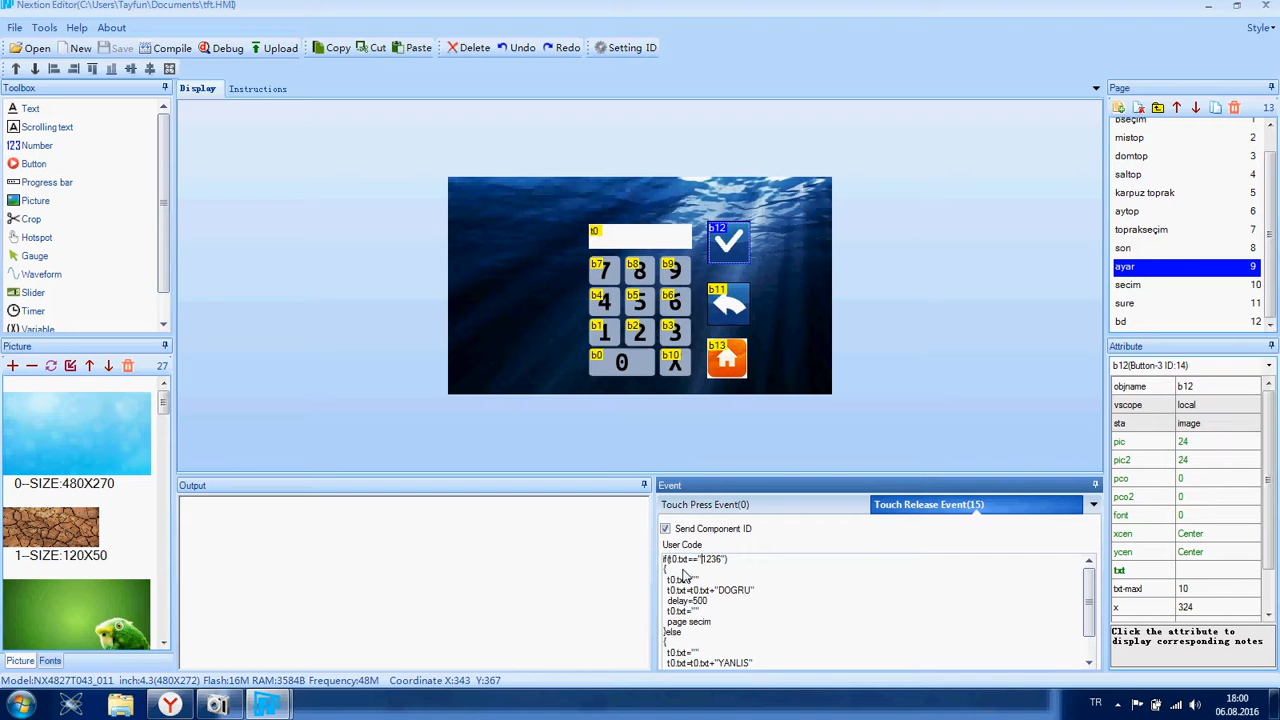 Nextion Editor(C:\Users\Tayfun\Documents\tft.HMI)
File Tools Help About Style
Open New Save Compile Debug Upload Copy Cut Paste Delete Undo Redo Setting ID
Toolbox
Text
Scrolling text
Number
Button
Progress bar
Picture
Crop
Hotspot
Gauge
Waveform
Slider
Timer
Variable
Picture
27
0--SIZE:480X270
1--SIZE:120X50
Picture Fonts
Display Instructions
t0 b12
b7 7 b8 8 b9 9
b4 4 b5 5 b6 6 b11
b1 1 b2 2 b3 3
b0 0 b10 X b13
Output
Event
Touch Press Event(0) Touch Release Event(15)
Send Component ID
User Code
if(t0.txt=="1236")
{
t0.txt=""
t0.txt=t0.txt+"DOGRU"
delay=500
t0.txt=""
page secim
}else
{
t0.txt=""
t0.txt=t0.txt+"YANLIS"
Page
13
bseçim 1
mistop 2
domtop 3
saltop 4
karpuz toprak 5
aytop 6
toprakseçim 7
son 8
ayar 9
secim 10
sure 11
bd 12
Attribute
b12(Button-3 ID:14)
objname b12
vscope local
sta image
pic 24
pic2 24
pco 0
pco2 0
font 0
xcen Center
ycen Center
txt
txt-maxl 10
x 324
Click the attribute to
display corresponding notes
Model:NX4827T043_011 inch:4.3(480X272) Flash:16M RAM:3584B Frequency:48M Coordinate X:343 Y:367
TR 18:00
06.08.2016